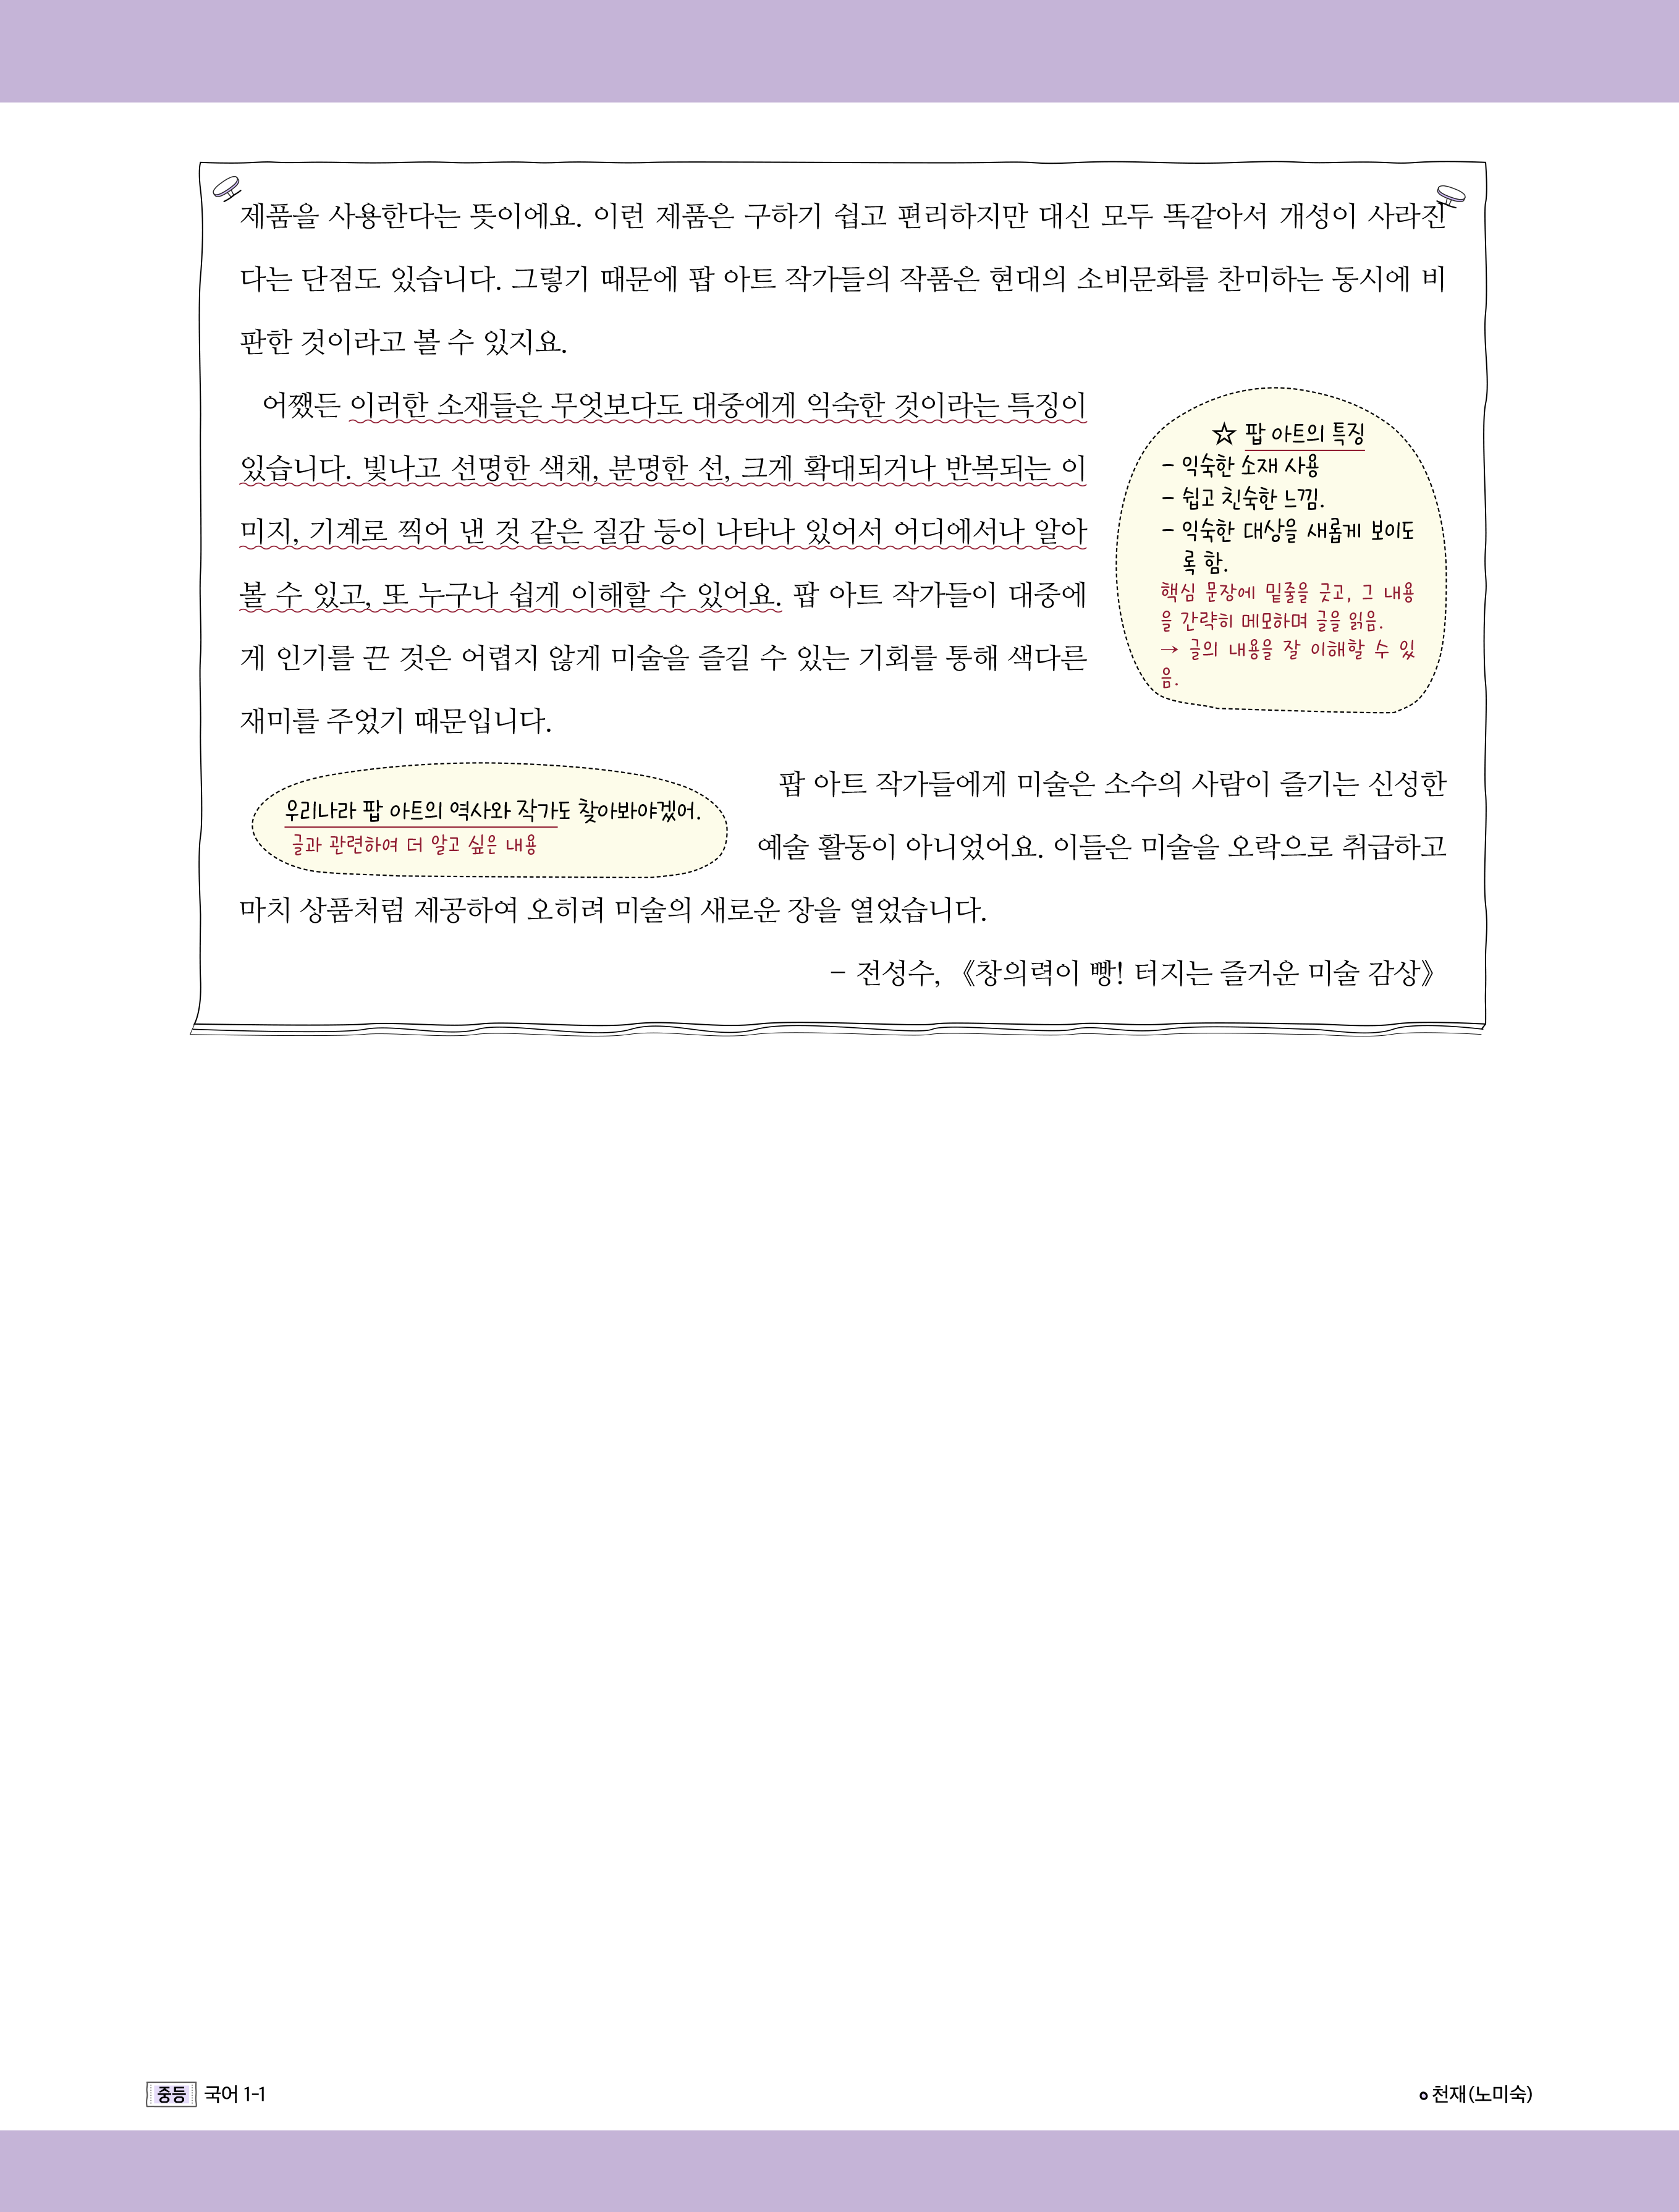 제품을 사용한다는 뜻이에요. 이런 제품은 구하기 쉽고 편리하지만 대신 모두 똑같아서 개성이 사라진
다는 단점도 있습니다. 그렇기 때문에 팝 아트 작가들의 작품은 현대의 소비문화를 찬미하는 동시에 비
판한 것이라고 볼 수 있지요.
어쨌든 이러한 소재들은 무엇보다도 대중에게 익숙한 것이라는 특징이
있습니다. 빛나고 선명한 색채, 분명한 선, 크게 확대되거나 반복되는 이
미지, 기계로 찍어 낸 것 같은 질감 등이 나타나 있어서 어디에서나 알아
볼 수 있고, 또 누구나 쉽게 이해할 수 있어요. 팝 아트 작가들이 대중에
게 인기를 끈 것은 어렵지 않게 미술을 즐길 수 있는 기회를 통해 색다른
재미를 주었기 때문입니다.
☆ 팝 아트의 특징
– 익숙한 소재 사용
– 쉽고 친숙한 느낌.
– 익숙한 대상을 새롭게 보이도
록 함.
핵심 문장에 밑줄을 긋고, 그 내용
을 간략히 메모하며 글을 읽음.
→ 글의 내용을 잘 이해할 수 있
음.
팝 아트 작가들에게 미술은 소수의 사람이 즐기는 신성한
예술 활동이 아니었어요. 이들은 미술을 오락으로 취급하고
마치 상품처럼 제공하여 오히려 미술의 새로운 장을 열었습니다.
우리나라 팝 아트의 역사와 작가도 찾아봐야겠어.
글과 관련하여 더 알고 싶은 내용
– 전성수, 《창의력이 빵! 터지는 즐거운 미술 감상》
중등 국어 1-1
천재(노미숙)